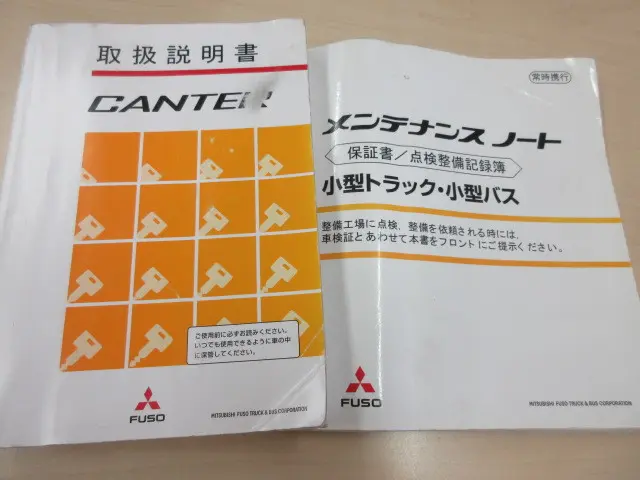 取扱説明書
CANTER
ご使用前に必ずお読みください。
いつでも使用できるように車の中
に保管してください。
FUSO
MITSUBISHI FUSO TRUCK & BUS CORPORATION
常時携行
メンテナンス ノート
保証書/点検整備記録簿
小型トラック・小型バス
整備工場に点検、整備を依頼される時には、
車検証とあわせて本書をフロントにご提示ください。
FUSO
MITSUBISHI FUSO TRUCK & BUS CORPORATION